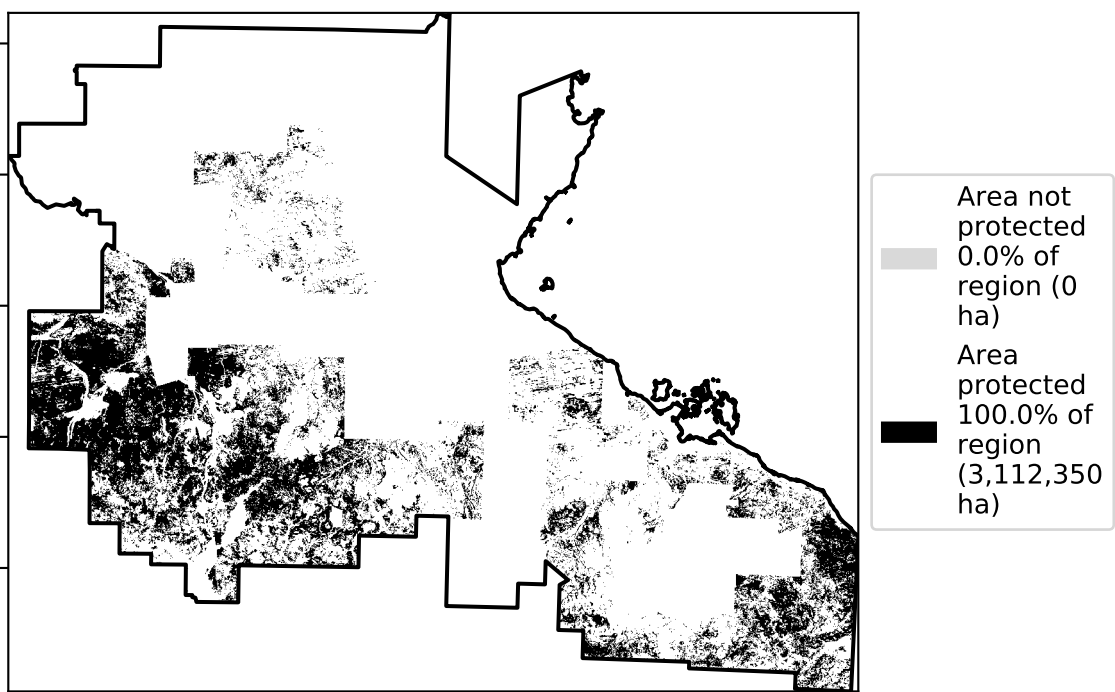 Area not
protected
0.0% of
region (0
ha)
Area
protected
100.0% of
region
(3,112,350
ha)